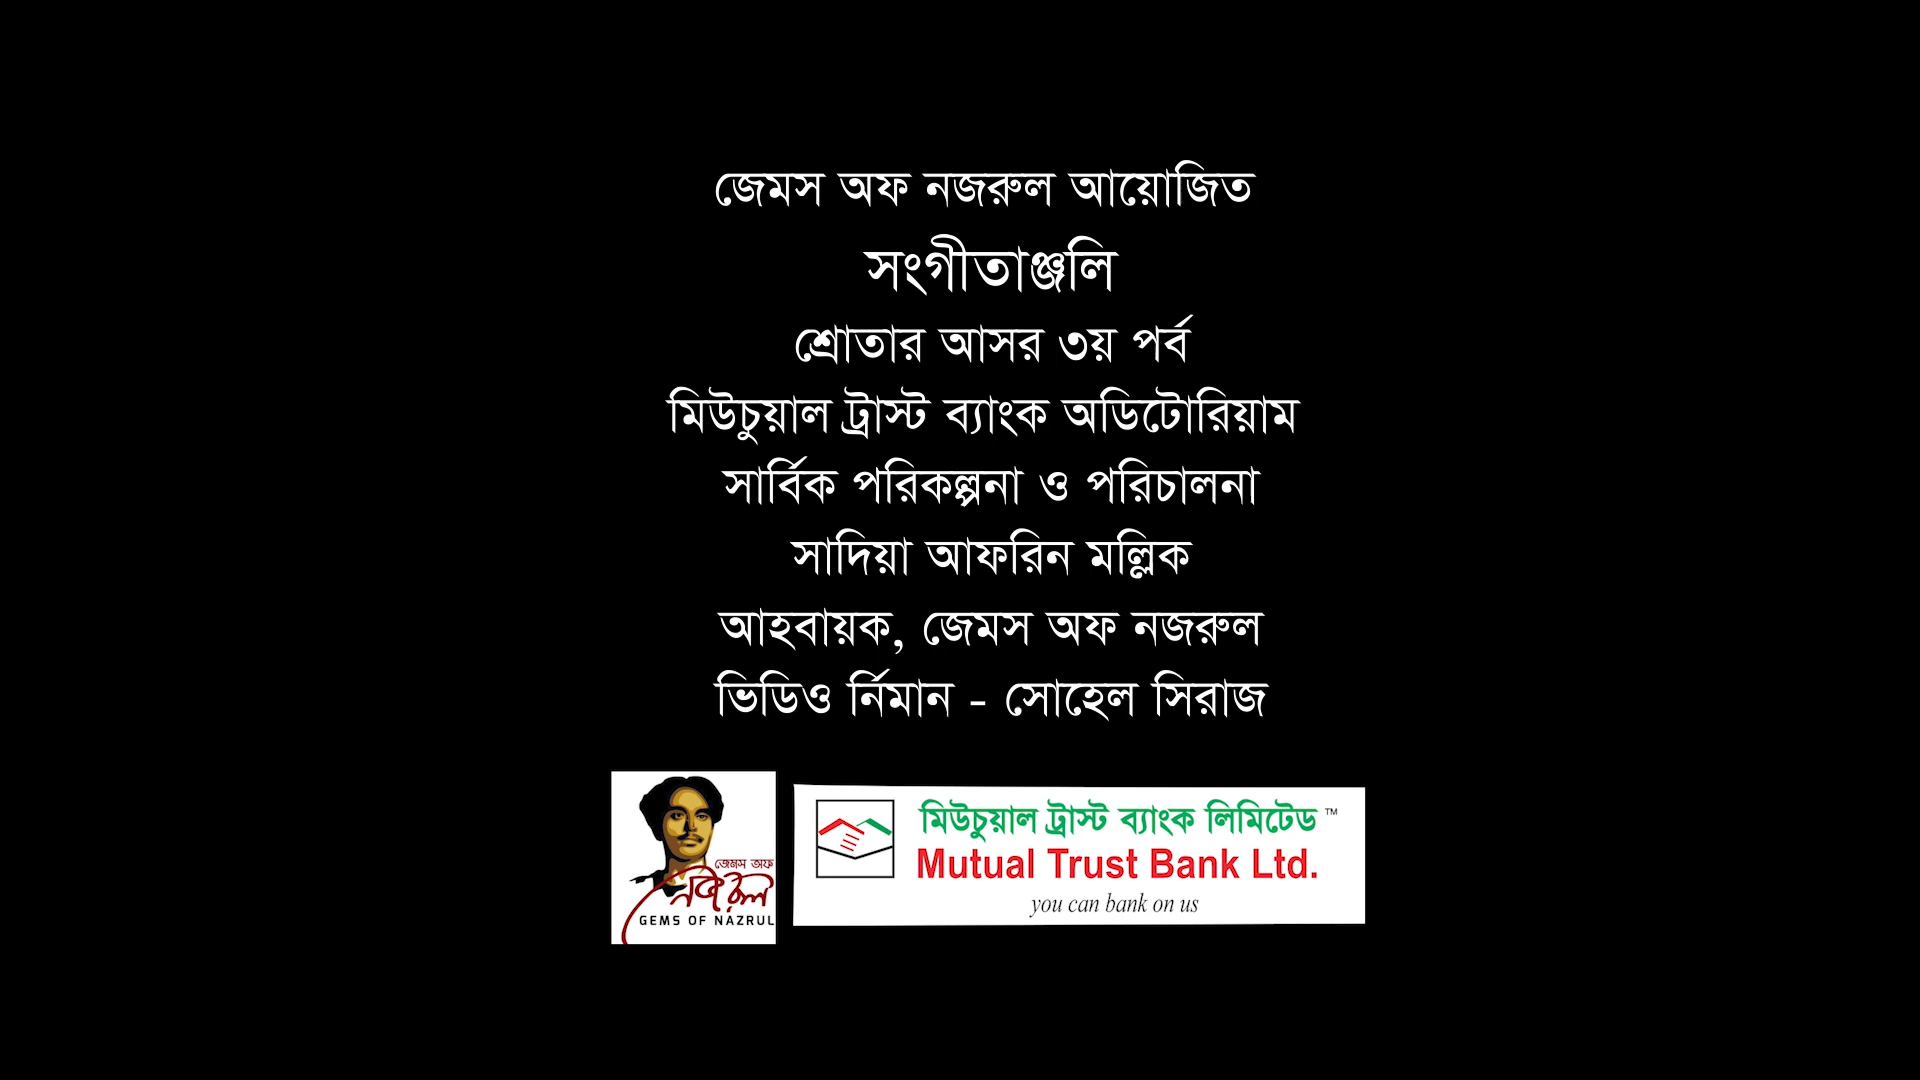 জেমস অফ নজরুল আয়োজিত
সংগীতাঞ্জলি
শ্রোতার আসর ৩য় পর্ব
মিউচুয়াল ট্রাস্ট ব্যাংক অডিটোরিয়াম
সার্বিক পরিকল্পনা ও পরিচালনা
সাদিয়া আফরিন মল্লিক
আহবায়ক, জেমস অফ নজরুল
ভিডিও র্নিমান - সোহেল সিরাজ
জেমস অফ
নজরুল
GEMS OF NAZRUL
মিউচুয়াল ট্রাস্ট ব্যাংক লিমিটেড ™
Mutual Trust Bank Ltd.
you can bank on us